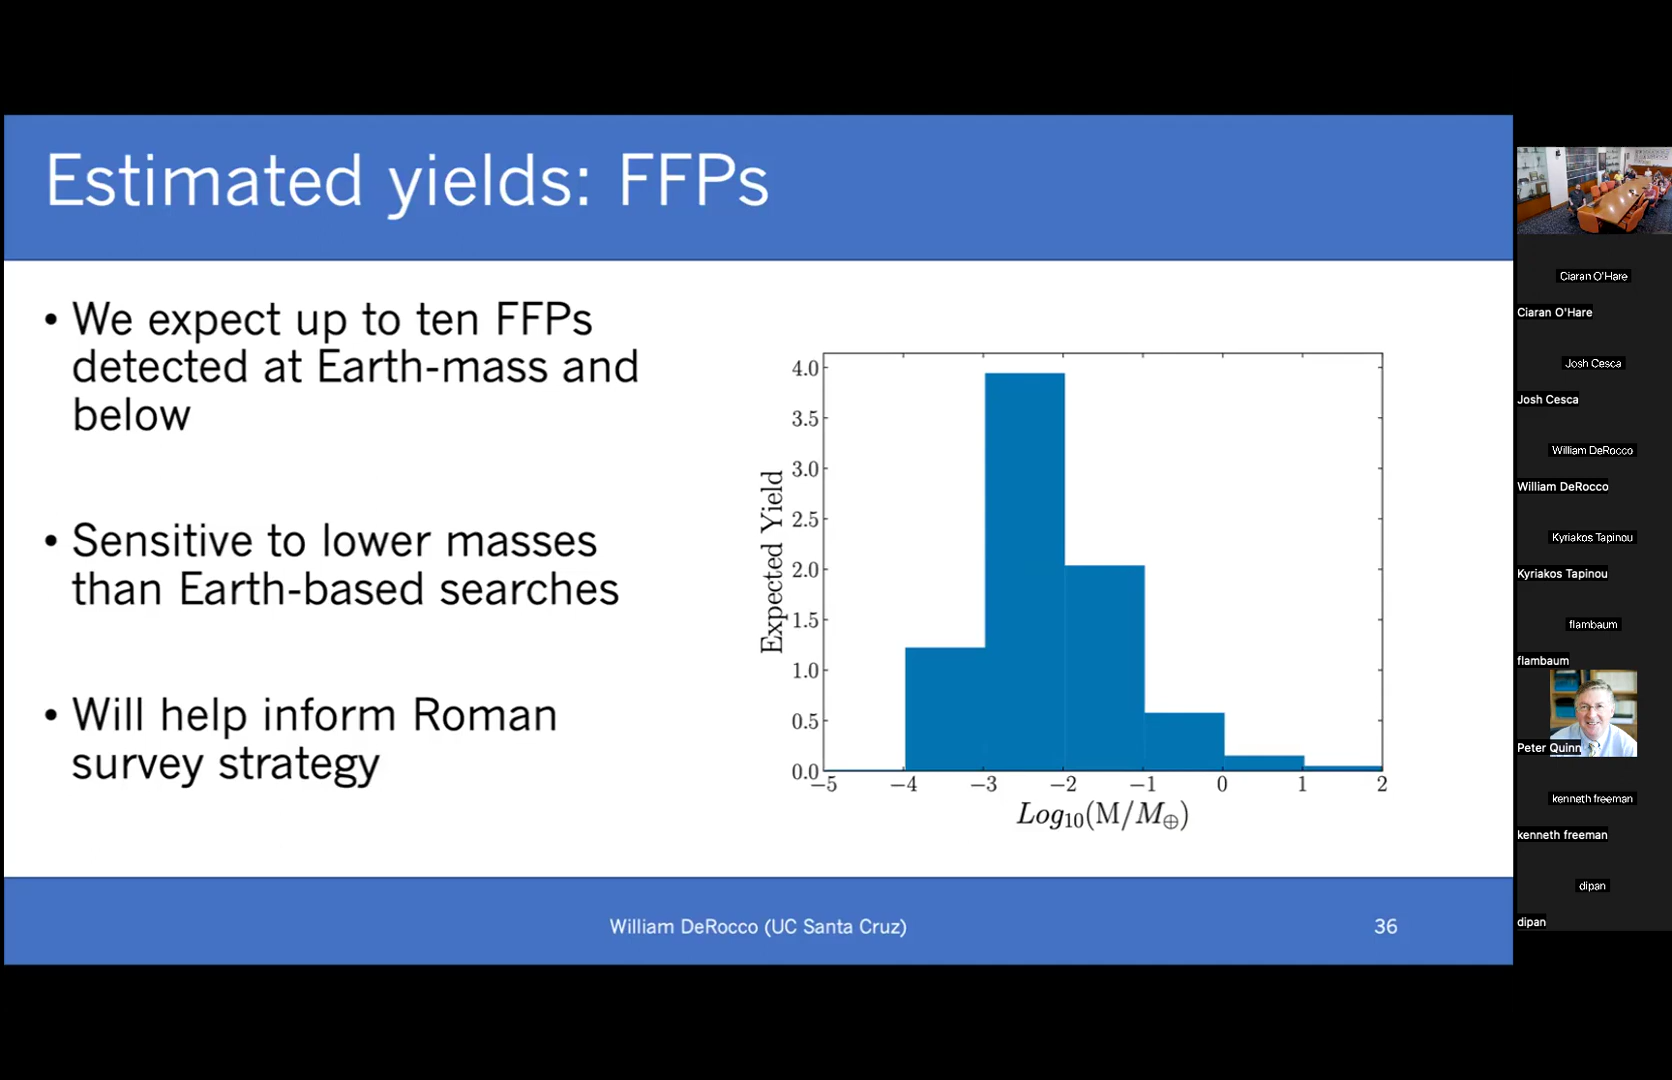 Estimated yields: FFPs
• We expect up to ten FFPs
detected at Earth-mass and
below
• Sensitive to lower masses
than Earth-based searches
• Will help inform Roman
survey strategy
Expected Yield
4.0
3.5
3.0
2.5
2.0
1.5
1.0
0.5
0.0
−5 −4 −3 −2 −1 0 1 2
Log₁₀(M/M⊕)
William DeRocco (UC Santa Cruz)
36
Ciaran O'Hare
Ciaran O'Hare
Josh Cesca
Josh Cesca
William DeRocco
William DeRocco
Kyriakos Tapinou
Kyriakos Tapinou
flambaum
flambaum
Peter Quinn
kenneth freeman
kenneth freeman
dipan
dipan